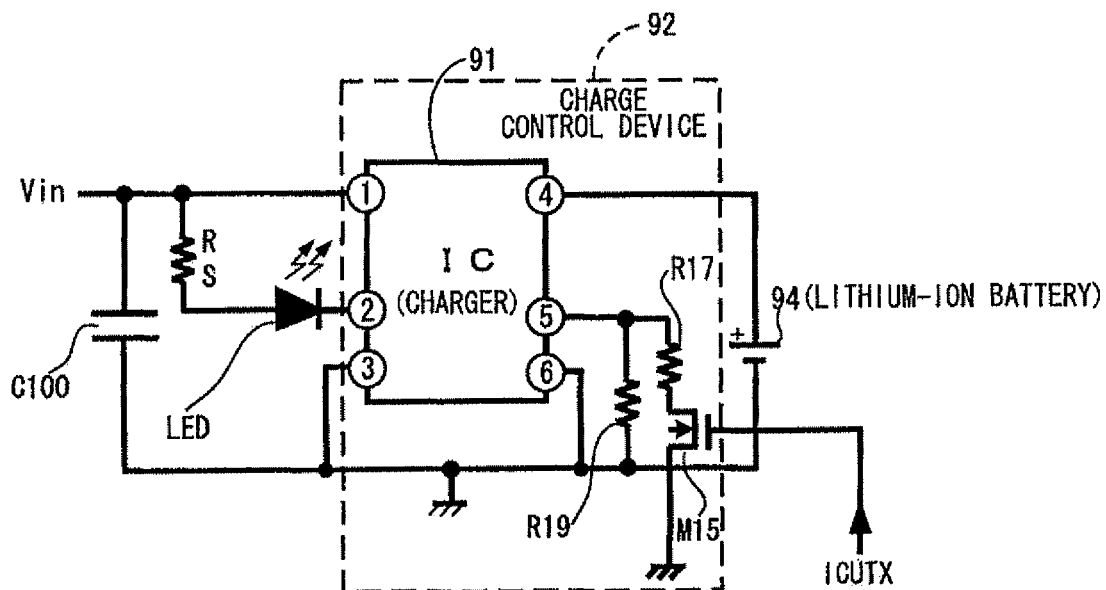 92
91
CHARGE
CONTROL DEVICE
Vin
1
4
R
S
I C
(CHARGER)
R17
2
5
94(LITHIUM-ION BATTERY)
+
3
6
C100
LED
R19
M15
ICUTX